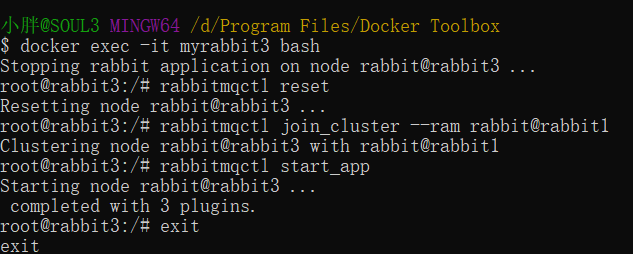 小胖@SOUL3 MINGW64 /d/Program Files/Docker Toolbox
$ docker exec -it myrabbit3 bash
Stopping rabbit application on node rabbit@rabbit3 ...
root@rabbit3:/# rabbitmqctl reset
Resetting node rabbit@rabbit3 ...
root@rabbit3:/# rabbitmqctl join_cluster --ram rabbit@rabbit1
Clustering node rabbit@rabbit3 with rabbit@rabbit1
root@rabbit3:/# rabbitmqctl start_app
Starting node rabbit@rabbit3 ...
 completed with 3 plugins.
root@rabbit3:/# exit
exit